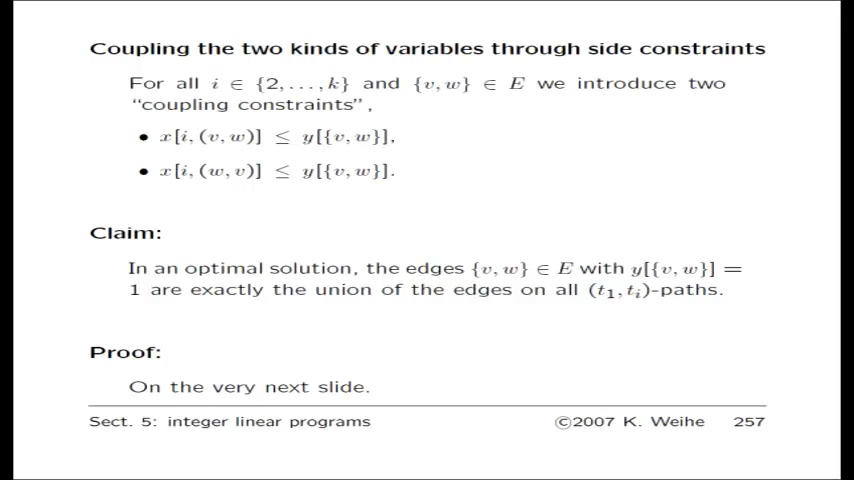 Coupling the two kinds of variables through side constraints
For all i ∈ {2, . . . , k} and {v, w} ∈ E we introduce two
“coupling constraints”,
• x[i, (v, w)] ≤ y[{v, w}],
• x[i, (w, v)] ≤ y[{v, w}].
Claim:
In an optimal solution, the edges {v, w} ∈ E with y[{v, w}] =
1 are exactly the union of the edges on all (t₁, tᵢ)-paths.
Proof:
On the very next slide.
Sect. 5: integer linear programs ©2007 K. Weihe 257